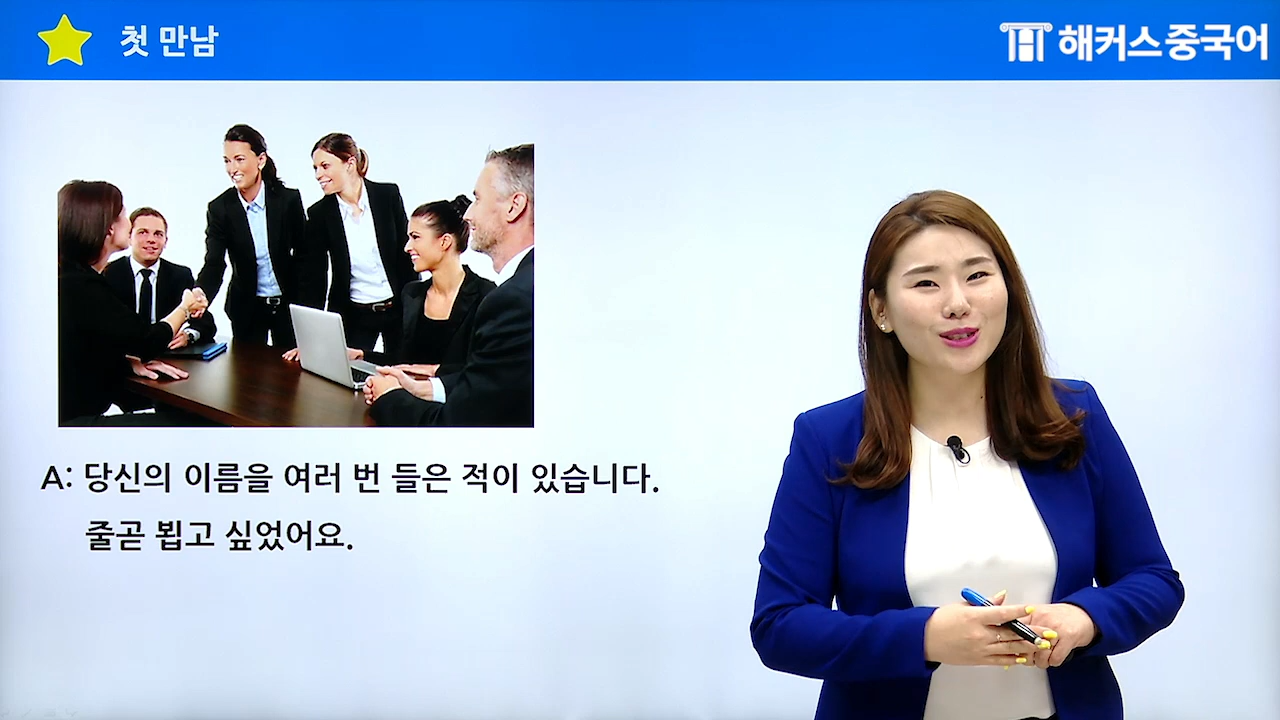 첫 만남
해커스중국어
A: 당신의 이름을 여러 번 들은 적이 있습니다.
줄곧 뵙고 싶었어요.